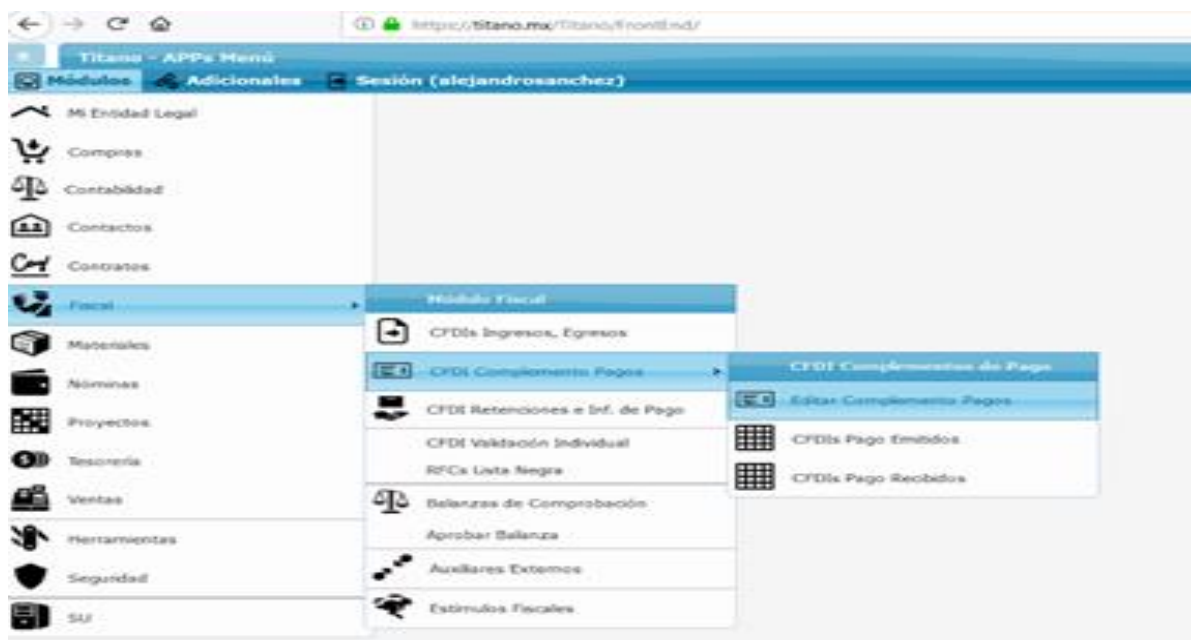 https://titano.mx/Titano/FrontEnd/
Titano - APPs Menú
Módulos Adicionales Sesión (alejandrosanchez)
Mi Entidad Legal
Compras
Contabilidad
Contactos
Contratos
Fiscal
Materiales
Nóminas
Proyectos
Tesorería
Ventas
Herramientas
Seguridad
SU
Módulo Fiscal
CFDIs Ingresos, Egresos
CFDI Complemento Pagos
CFDI Retenciones e Inf. de Pago
CFDI Validación Individual
RFCs Lista Negra
Balanzas de Comprobación
Aprobar Balanza
Auxiliares Externos
Estímulos Fiscales
CFDI Complementos de Pago
Editar Complemento Pagos
CFDIs Pago Emitidos
CFDIs Pago Recibidos